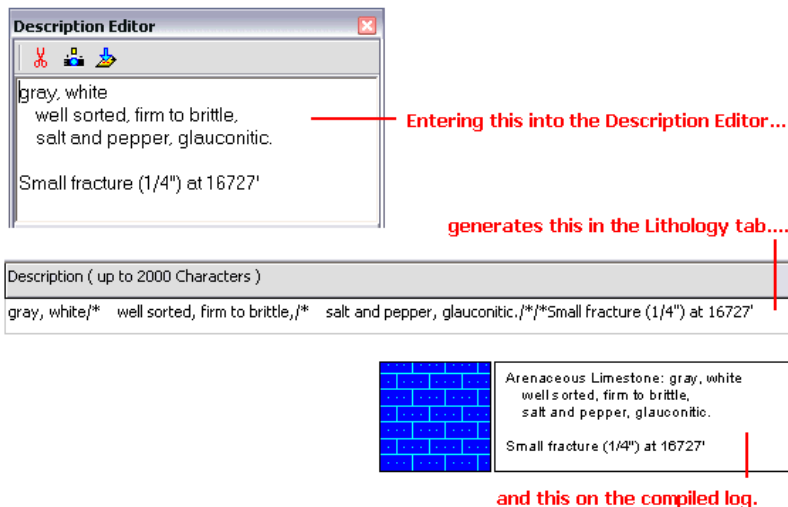 Description Editor
gray, white
well sorted, firm to brittle,
salt and pepper, glauconitic.
Small fracture (1/4") at 16727'
Entering this into the Description Editor...
generates this in the Lithology tab....
Description ( up to 2000 Characters )
gray, white/*    well sorted, firm to brittle,/*    salt and pepper, glauconitic./*/*Small fracture (1/4") at 16727'
Arenaceous Limestone: gray, white
well sorted, firm to brittle,
salt and pepper, glauconitic.
Small fracture (1/4") at 16727'
and this on the compiled log.